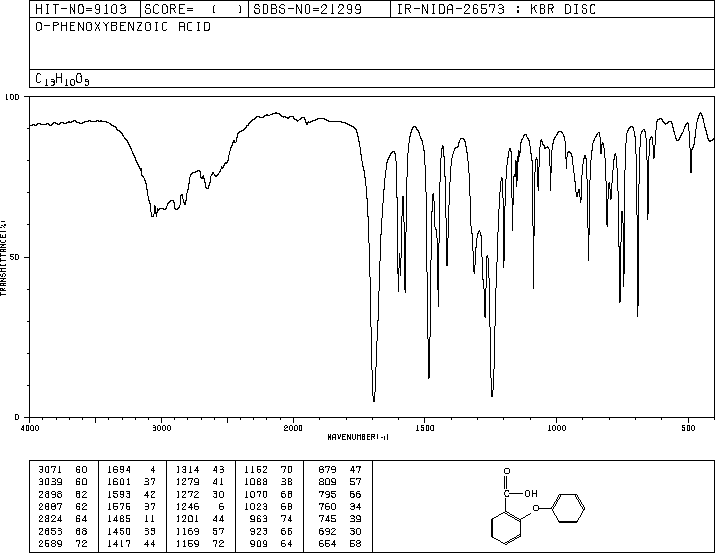 HIT-NO=9103 SCORE= ( ) SDBS-NO=21299 IR-NIDA-26573 : KBR DISC
O-PHENOXYBENZOIC ACID
C13H10O3
100
50
0
TRANSMITTANCE(%)
4000 3000 2000 1500 1000 500
WAVENUMBER(-1)
3071 60 1694 4 1314 43 1152 70 879 47
3039 60 1601 37 1279 41 1088 38 809 57
2898 62 1593 42 1272 30 1070 68 795 66
2887 62 1576 37 1246 6 1023 68 760 34
2824 64 1485 11 1201 44 963 74 745 39
2653 68 1450 33 1169 57 923 66 692 30
2589 72 1417 44 1159 72 909 64 654 58
O
C
OH
O